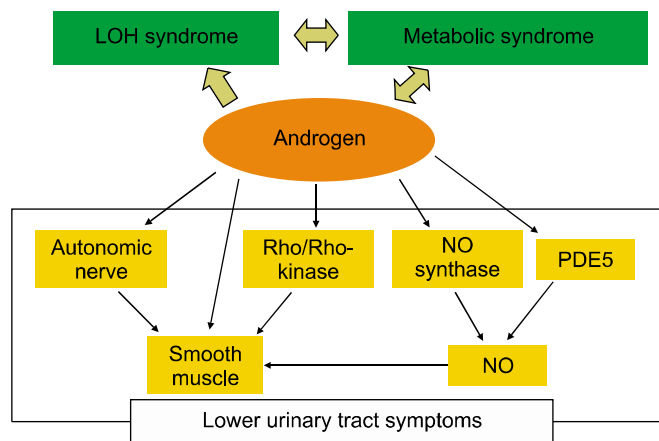 LOH syndrome
Metabolic syndrome
Androgen
Autonomic
nerve
Rho/Rho-
kinase
NO
synthase
PDE5
Smooth
muscle
NO
Lower urinary tract symptoms